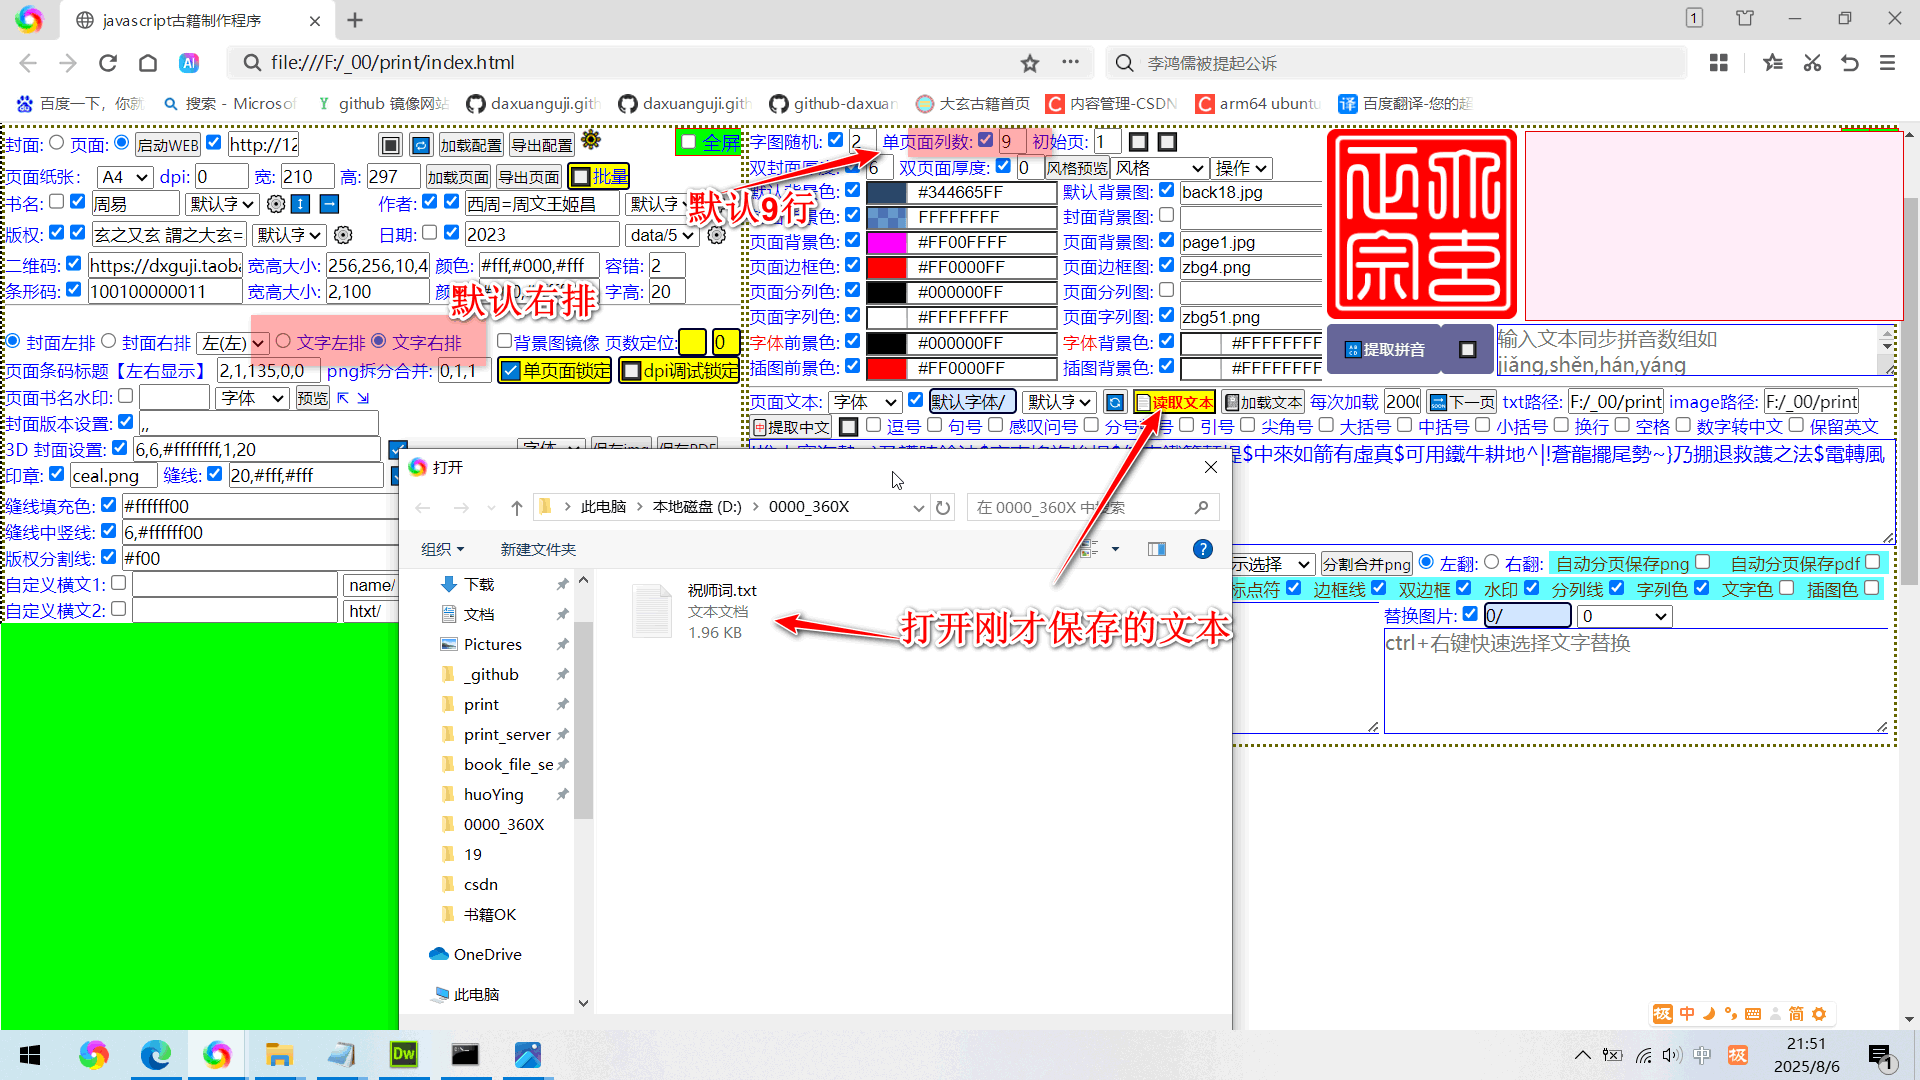 javascript古籍制作程序
1
file:///F:/_00/print/index.html
李鸿儒被提起公诉
百度一下，你就
搜索 - Microsof
github 镜像网站
daxuanguji.gith
daxuanguji.gith
github-daxuan
大玄古籍首页
内容管理-CSDN
arm64 ubuntu
百度翻译-您的超
封面: 页面: 启动WEB http://12 加载配置 导出配置 全屏
页面纸张: A4 dpi: 0 宽: 210 高: 297 加载页面 导出页面 批量
书名: 周易 默认字 作者: 西周=周文王姬昌 默认字
版权: 玄之又玄 謂之大玄= 默认字 日期: 2023 data/5
二维码: https://dxguji.taoba 宽高大小: 256,256,10,4 颜色: #fff,#000,#fff 容错: 2
条形码: 100100000011 宽高大小: 2,100 字高: 20
默认右排
封面左排 封面右排 左(左) 文字左排 文字右排 背景图镜像 页数定位: 0
页面条码标题【左右显示】 2,1,135,0,0 png拆分合并: 0,1,1 单页面锁定 dpi调试锁定
页面书名水印: 字体 预览
封面版本设置: ,,
3D 封面设置: 6,6,#ffffffff,1,20
印章: ceal.png 缝线: 20,#fff,#fff
缝线填充色: #ffffff00
缝线中竖线: 6,#ffffff00
版权分割线: #f00
自定义横文1: name/
自定义横文2: htxt/
字图随机: 2 单页面列数: 9 初始页: 1
双封面厚度: 6 双页面厚度: 0 风格预览 风格 操作
默认9行
默认背景色: #344665FF 默认背景图: back18.jpg
封面背景色: FFFFFFFF 封面背景图:
页面背景色: #FF00FFFF 页面背景图: page1.jpg
页面边框色: #FF0000FF 页面边框图: zbg4.png
页面分列色: #000000FF 页面分列图:
页面字列色: #FFFFFFFF 页面字列图: zbg51.png
字体前景色: #000000FF 字体背景色: #FFFFFFFF
插图前景色: #FF0000FF 插图背景色: #FFFFFFFF
提取拼音
输入文本同步拼音数组如
jiǎng,shěn,hán,yáng
页面文本: 字体 默认字体/ 默认字 读取文本 加载文本 每次加载 2000 下一页 txt路径: F:/_00/print image路径: F:/_00/print
提取中文 逗号 句号 感叹问号 引号 尖角号 大括号 中括号 小括号 换行 空格 数字转中文 保留英文
$中來如箭有虛真$可用鐵牛耕地^|!蒼龍擺尾勢~}乃掤退救護之法$電轉風
示选择 分割合并png 左翻: 右翻: 自动分页保存png 自动分页保存pdf
标点符 边框线 双边框 水印 分列线 字列色 文字色 插图色
替换图片: 0/ 0
ctrl+右键快速选择文字替换
打开
此电脑 本地磁盘 (D:) 0000_360X
在 0000_360X 中搜索
组织 新建文件夹
下载
文档
Pictures
_github
print
print_server
book_file_se
huoYing
0000_360X
19
csdn
书籍OK
OneDrive
此电脑
祝师词.txt
文本文档
1.96 KB
打开刚才保存的文本
极 中 简
Dw
中 极
21:51
2025/8/6
1